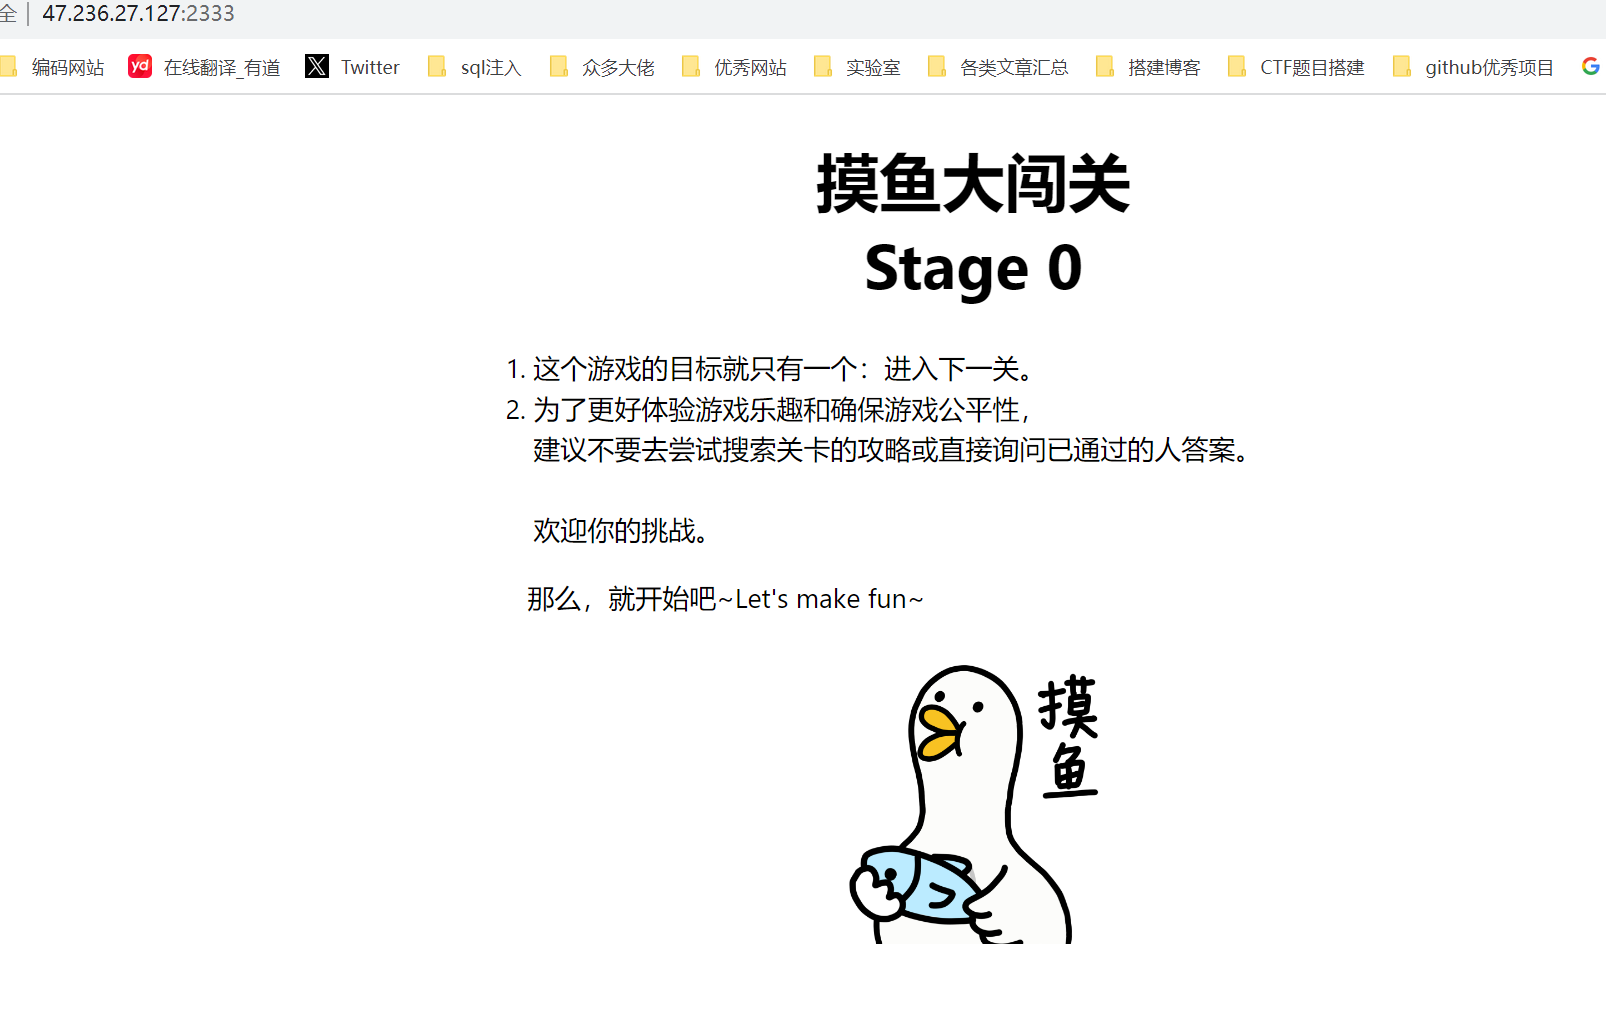 全 | 47.236.27.127:2333
编码网站 yd 在线翻译_有道 Twitter sql注入 众多大佬 优秀网站 实验室 各类文章汇总 搭建博客 CTF题目搭建 github优秀项目
摸鱼大闯关
Stage 0
1. 这个游戏的目标就只有一个：进入下一关。
2. 为了更好体验游戏乐趣和确保游戏公平性，
建议不要去尝试搜索关卡的攻略或直接询问已通过的人答案。
欢迎你的挑战。
那么，就开始吧~Let's make fun~
摸
鱼